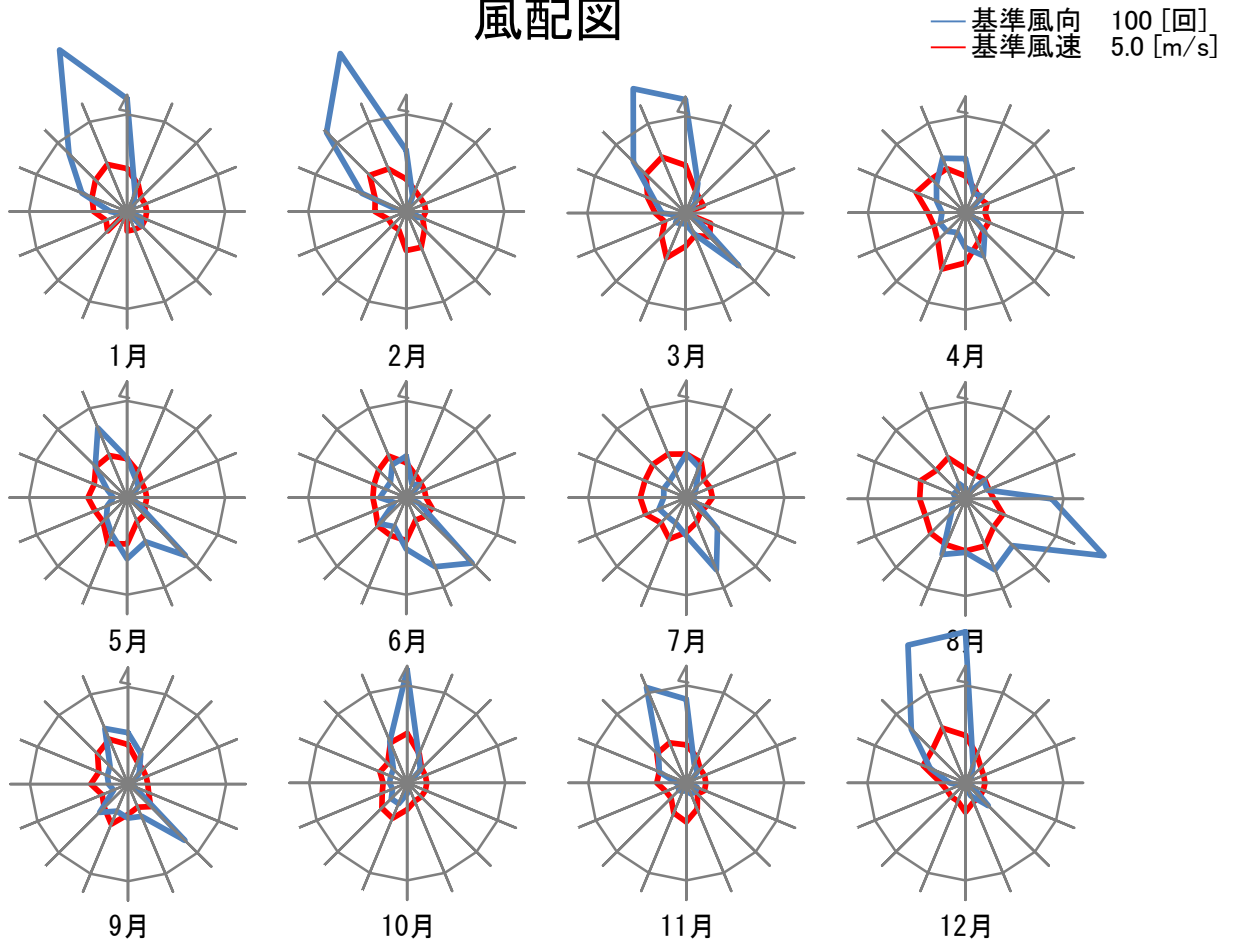 風配図
基準風向 100 [回]
基準風速 5.0 [m/s]
1月
2月
3月
4月
5月
6月
7月
8月
9月
10月
11月
12月